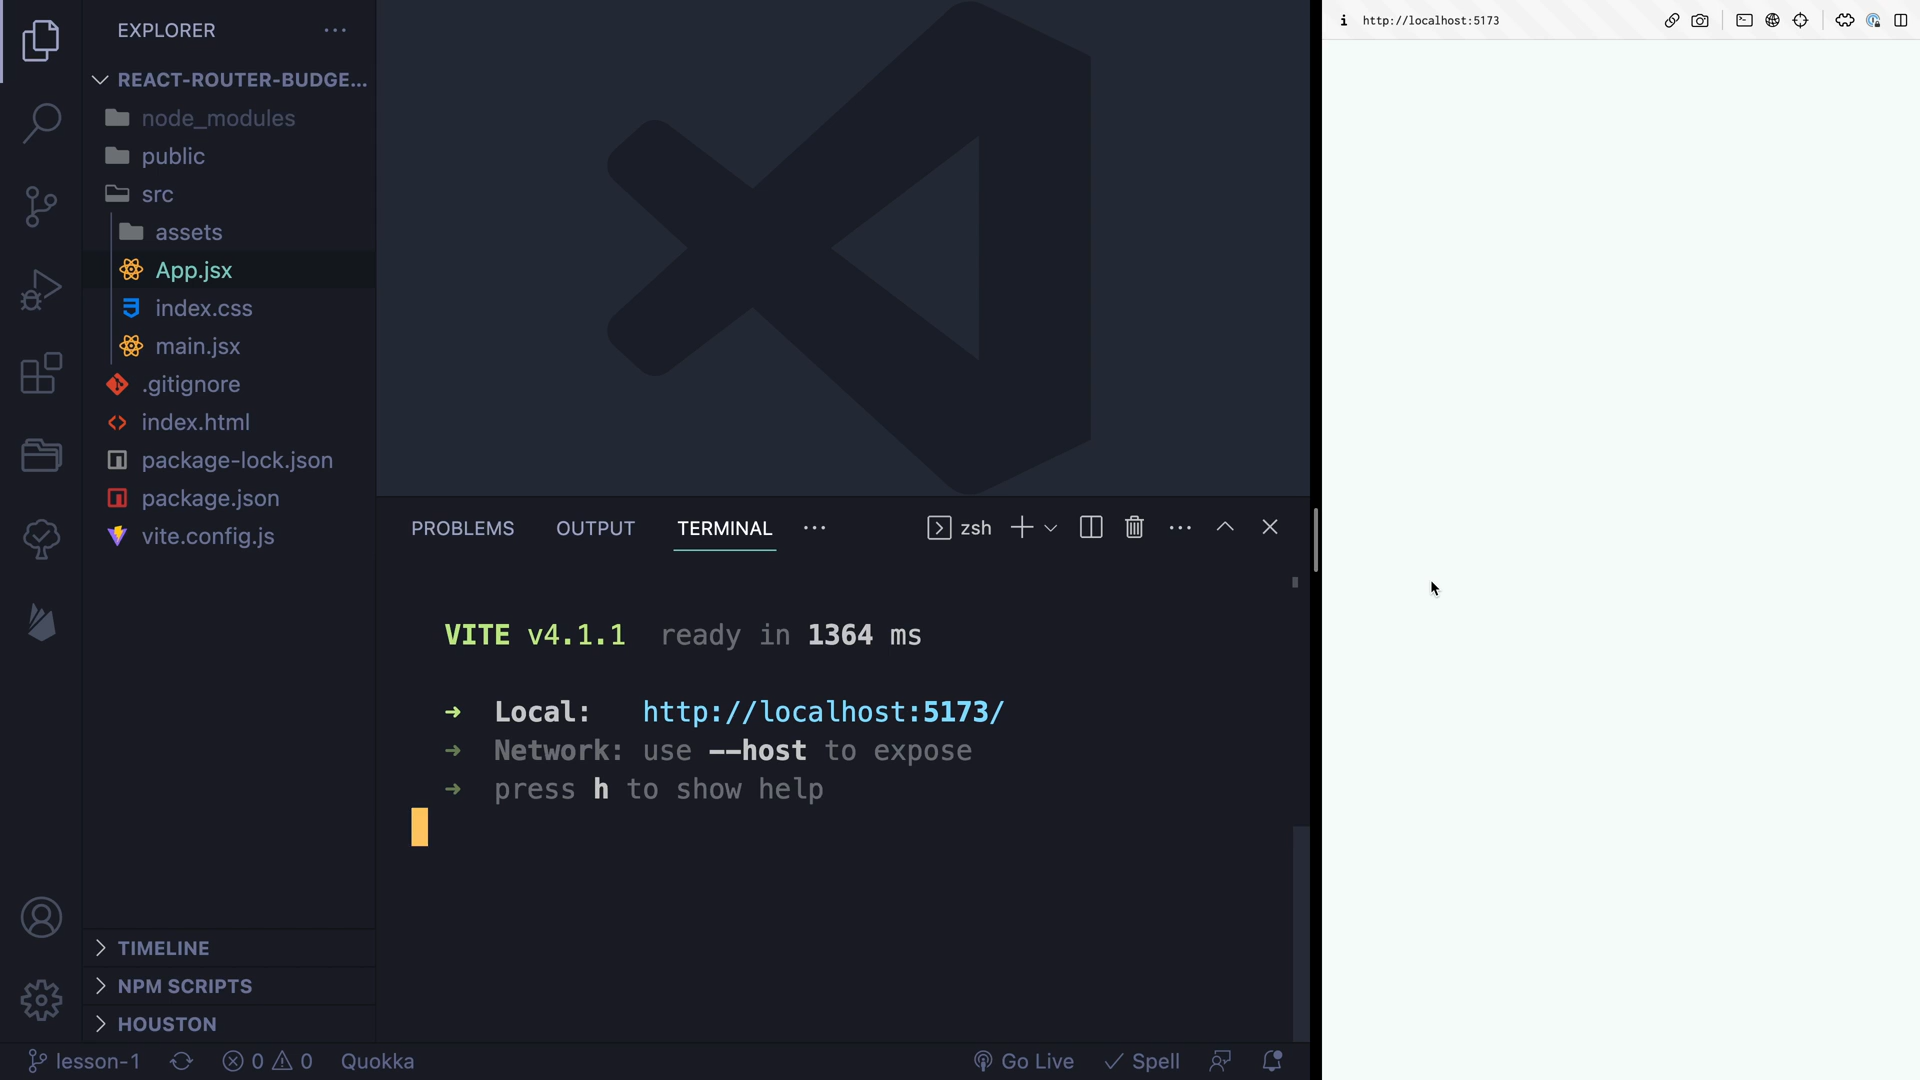 EXPLORER
REACT-ROUTER-BUDGE...
node_modules
public
src
assets
App.jsx
index.css
main.jsx
.gitignore
index.html
package-lock.json
package.json
vite.config.js
TIMELINE
NPM SCRIPTS
HOUSTON
PROBLEMS OUTPUT TERMINAL zsh
VITE v4.1.1 ready in 1364 ms
➜ Local: http://localhost:5173/
➜ Network: use --host to expose
➜ press h to show help
lesson-1 0 0 Quokka Go Live Spell
i http://localhost:5173